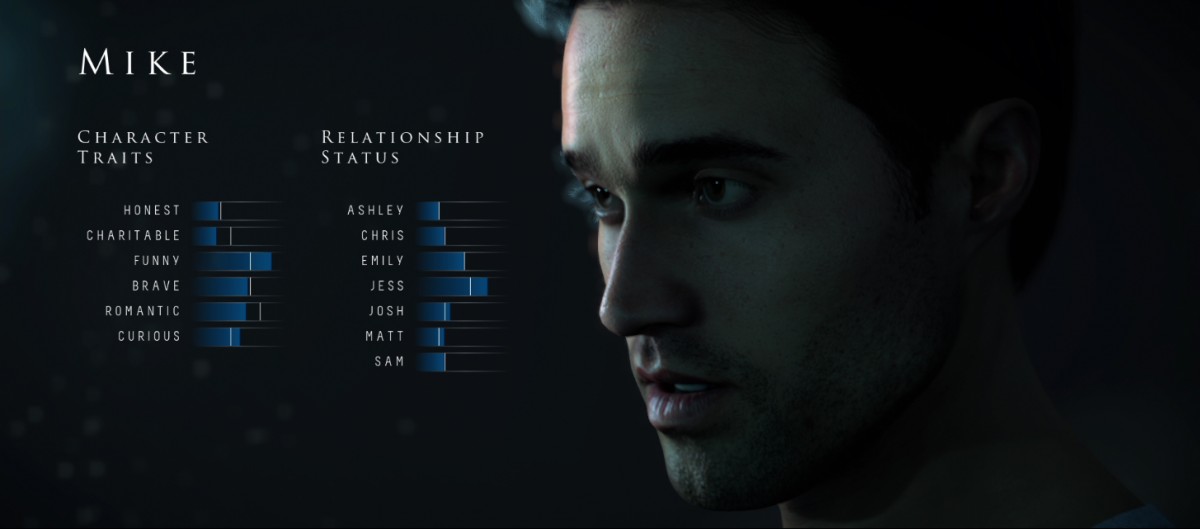 MIKE
CHARACTER
TRAITS
HONEST
CHARITABLE
FUNNY
BRAVE
ROMANTIC
CURIOUS
RELATIONSHIP
STATUS
ASHLEY
CHRIS
EMILY
JESS
JOSH
MATT
SAM